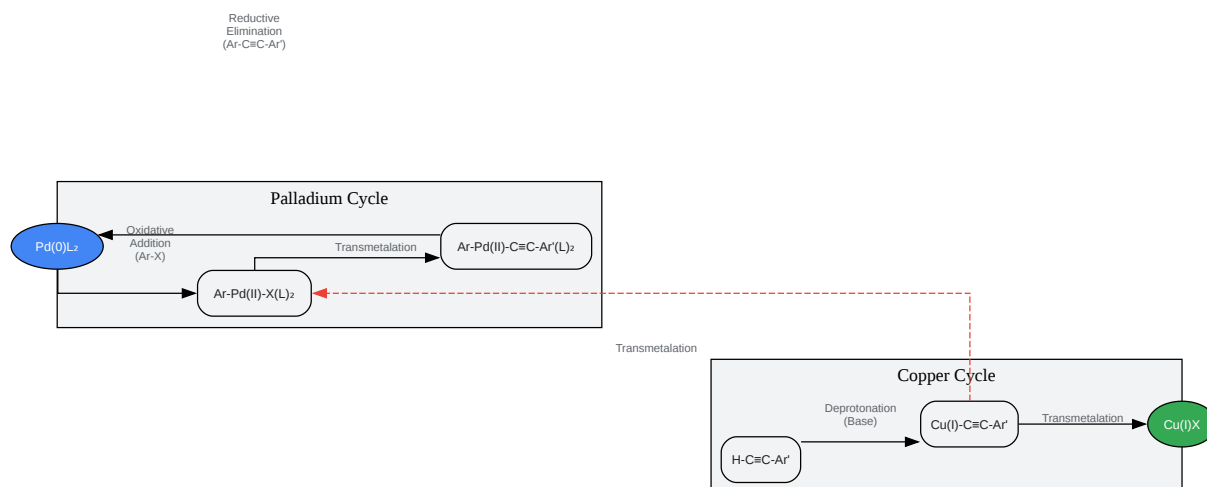 Reductive
Elimination
(Ar-C≡C-Ar')
Palladium Cycle
Pd(0)L₂
Oxidative
Addition
(Ar-X)
Transmetalation
Ar-Pd(II)-C≡C-Ar'(L)₂
Ar-Pd(II)-X(L)₂
Transmetalation
Copper Cycle
Deprotonation
(Base)
Cu(I)-C≡C-Ar'
Transmetalation
Cu(I)X
H-C≡C-Ar'